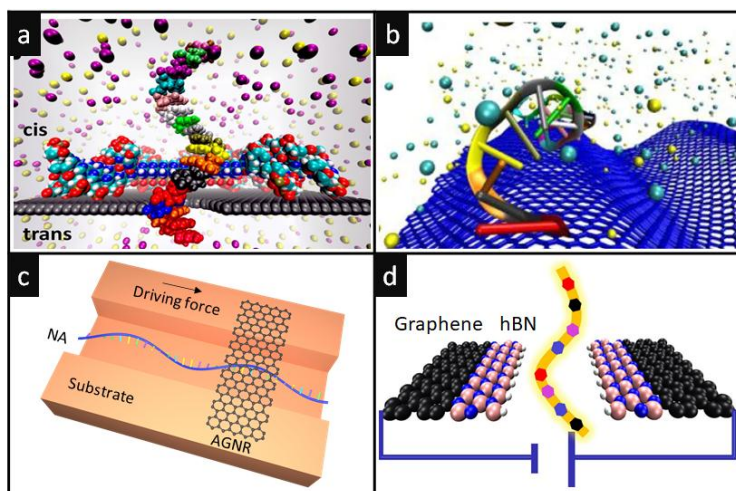 a
cis
trans
b
c
Driving force
NA
Substrate
AGNR
d
Graphene hBN